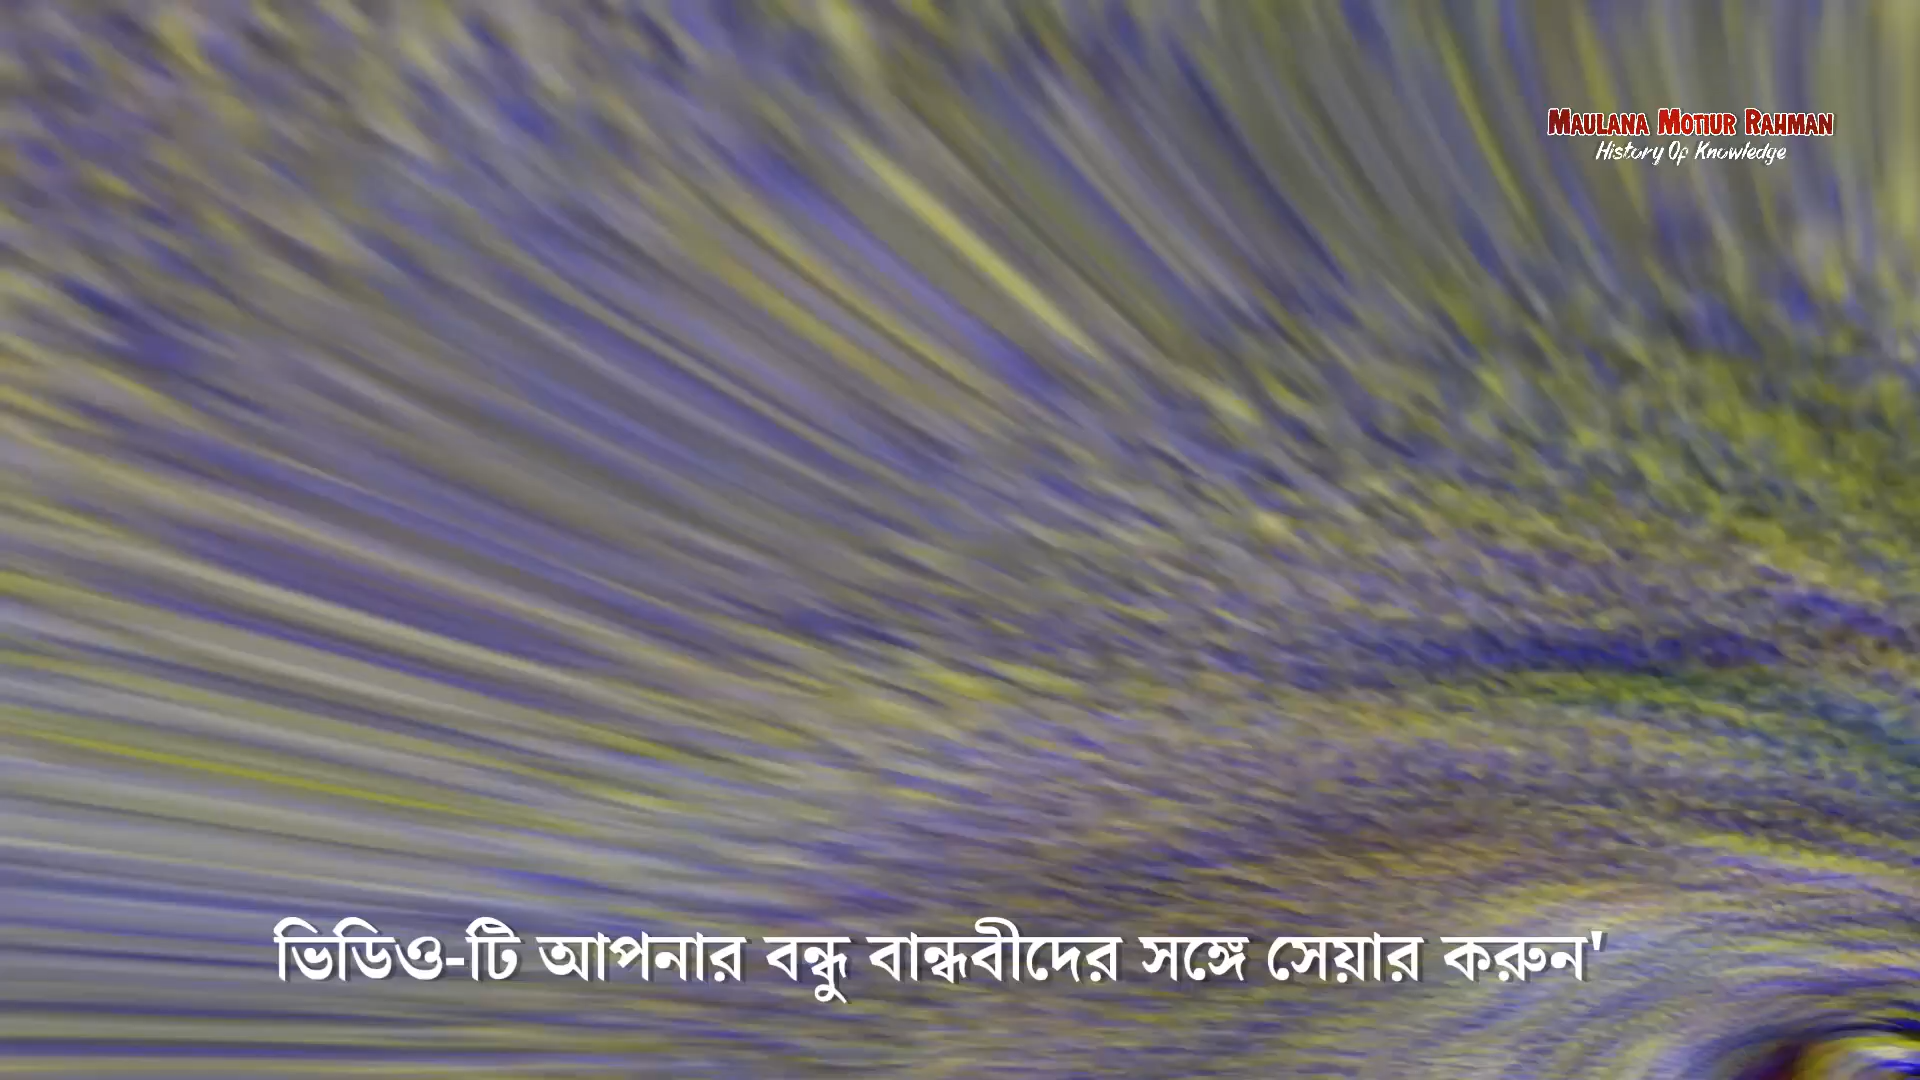 MAULANA MOTIUR RAHMAN
History Of Knowledge
ভিডিও-টি আপনার বন্ধু বান্ধবীদের সঙ্গে সেয়ার করুন'